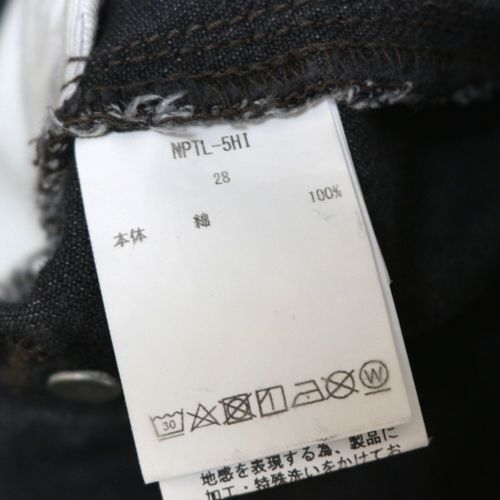 NPTL-5HI
28
本体 綿 100%
30
W
地感を表現する為、製品に
加工・特殊洗いをかけてお